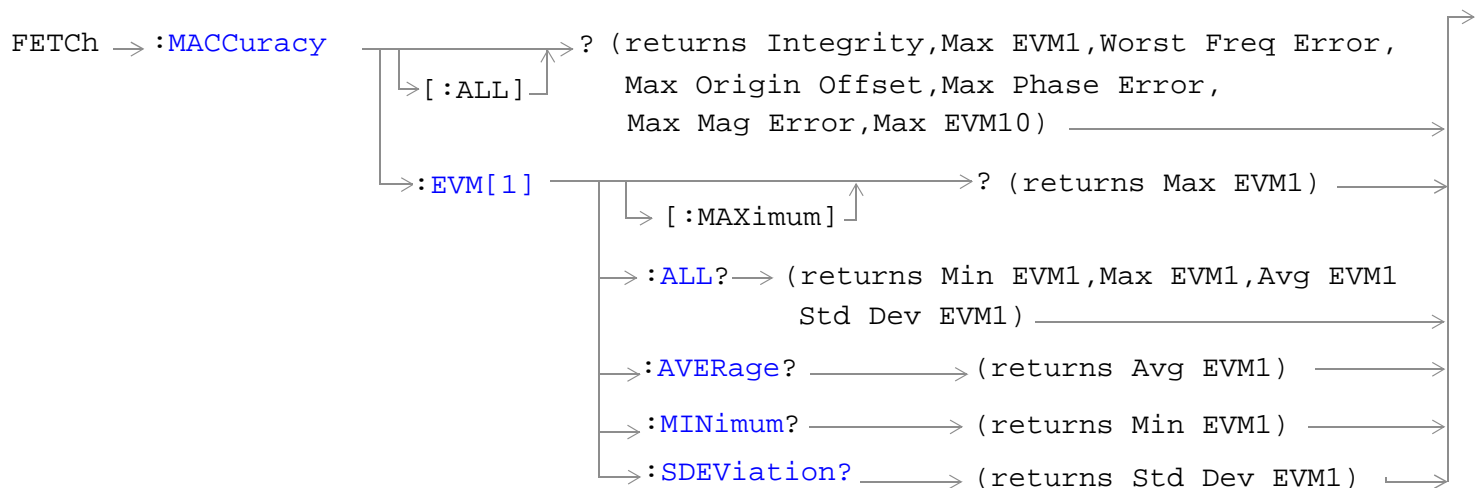 FETCh :MACCuracy ? (returns Integrity,Max EVM1,Worst Freq Error,
[:ALL] Max Origin Offset,Max Phase Error,
Max Mag Error,Max EVM10)
:EVM[1] ? (returns Max EVM1)
[:MAXimum]
:ALL? (returns Min EVM1,Max EVM1,Avg EVM1
Std Dev EVM1)
:AVERage? (returns Avg EVM1)
:MINimum? (returns Min EVM1)
:SDEViation? (returns Std Dev EVM1)